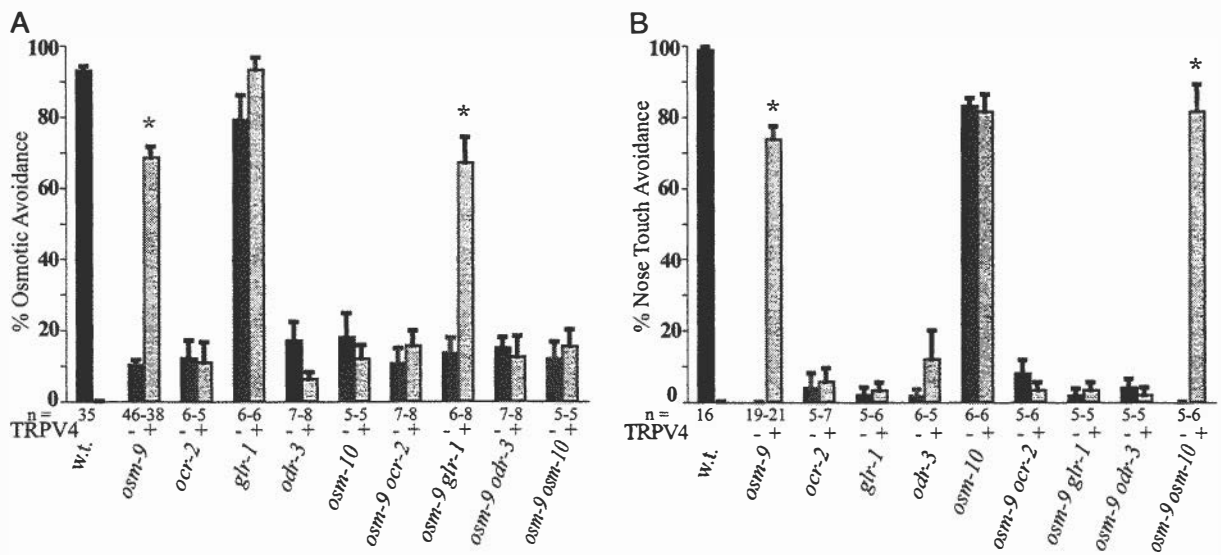 A
% Osmotic Avoidance
100
80
60
40
20
0
*
*
n = 35 46-38 6-5 6-6 7-8 5-5 7-8 6-8 7-8 5-5
TRPV4 - + - + - + - + - + - + - + - + - +
w.t.
osm-9
ocr-2
glr-1
odr-3
osm-10
osm-9 ocr-2
osm-9 glr-1
osm-9 odr-3
osm-9 osm-10
B
% Nose Touch Avoidance
100
80
60
40
20
0
*
*
n = 16 19-21 5-7 5-6 6-5 6-6 5-6 5-6 5-5 5-6
TRPV4 - + - + - + - + - + - + - + - + - +
w.t.
osm-9
ocr-2
glr-1
odr-3
osm-10
osm-9 ocr-2
osm-9 glr-1
osm-9 odr-3
osm-9 osm-10